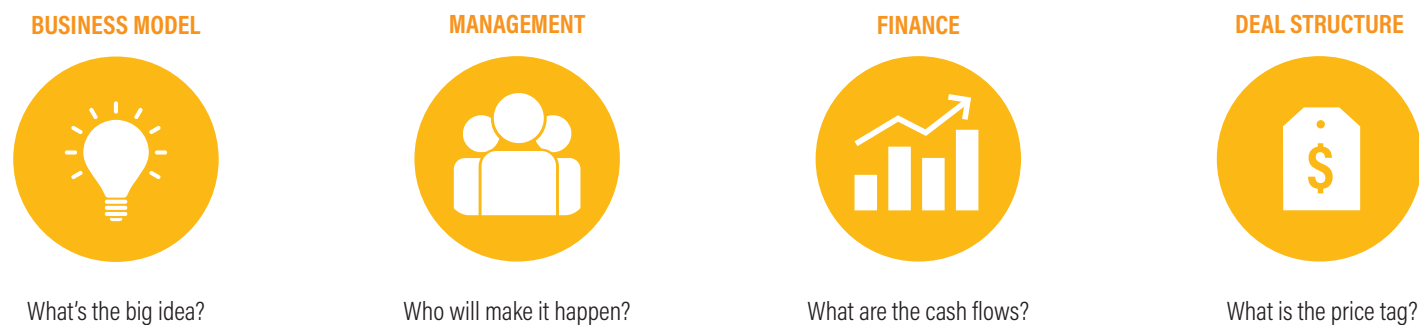 BUSINESS MODEL
MANAGEMENT
FINANCE
DEAL STRUCTURE
$
What's the big idea?
Who will make it happen?
What are the cash flows?
What is the price tag?